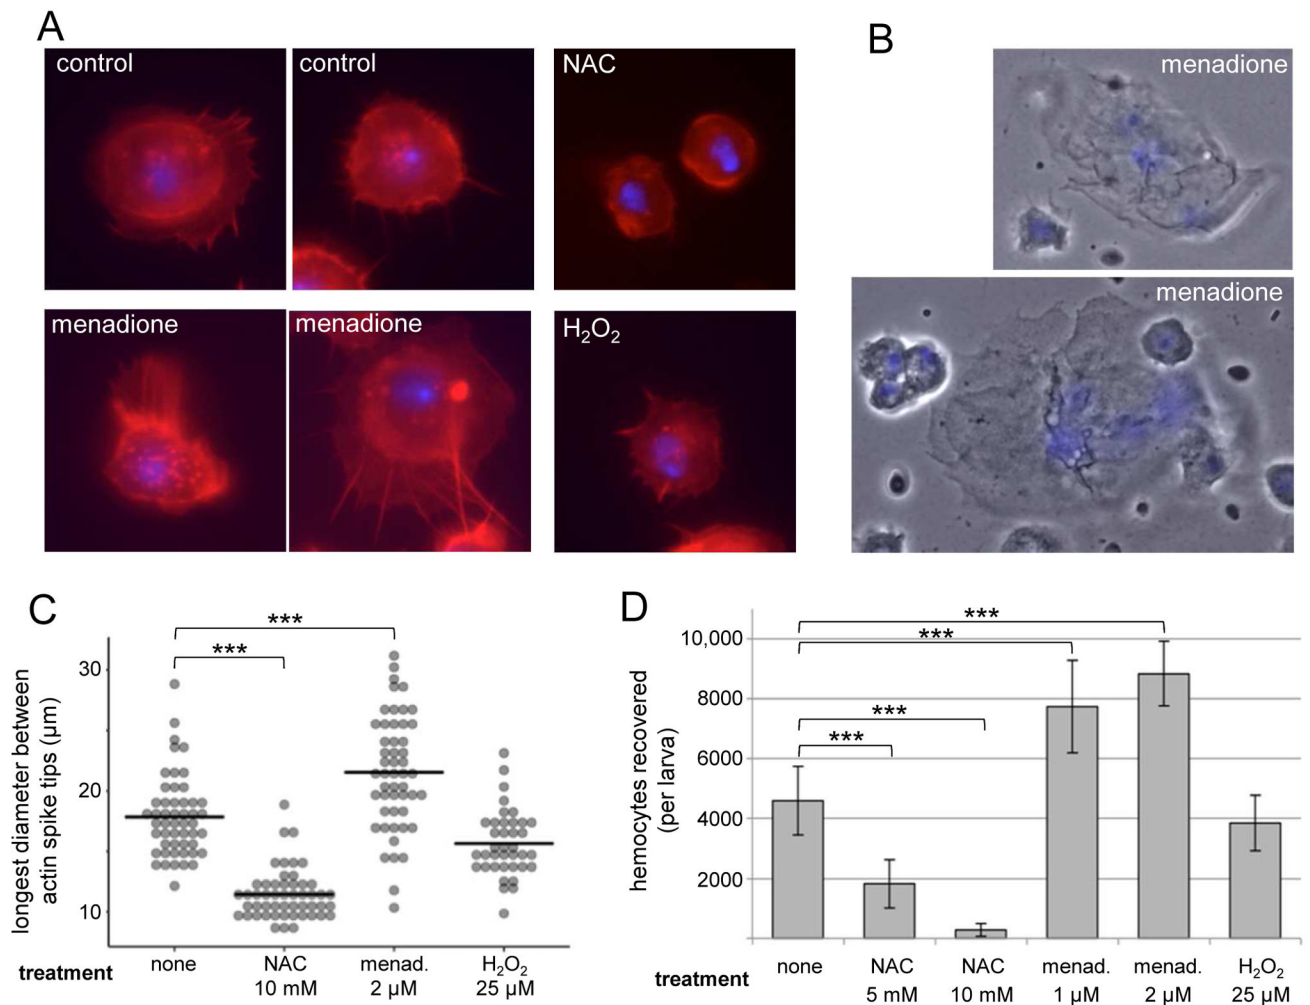 A
B
control
control
NAC
menadione
menadione
menadione
H₂O₂
menadione
C
D
longest diameter between
actin spike tips (µm)
30
20
10
***
***
treatment
none
NAC
10 mM
menad.
2 µM
H₂O₂
25 µM
hemocytes recovered
(per larva)
10,000
8000
6000
4000
2000
***
***
***
***
treatment
none
NAC
5 mM
NAC
10 mM
menad.
1 µM
menad.
2 µM
H₂O₂
25 µM